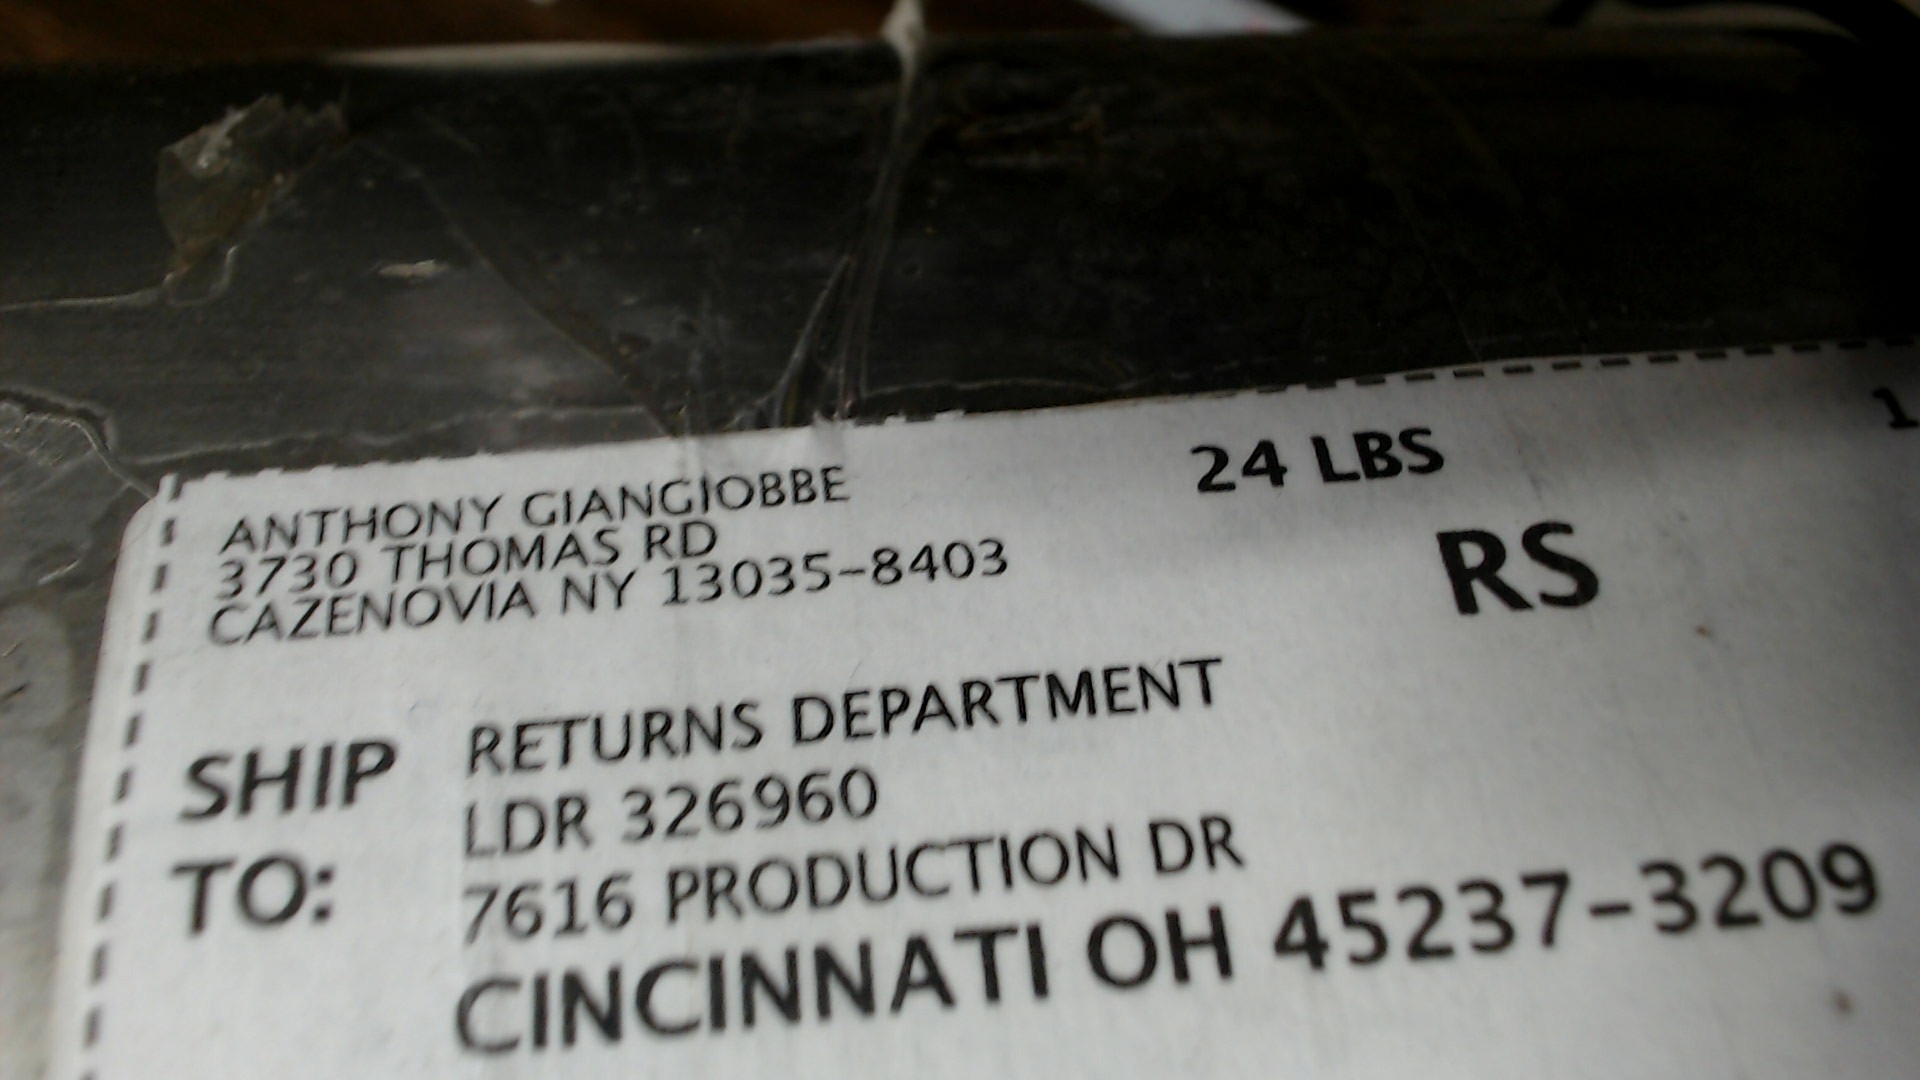 ANTHONY GIANGIOBBE
3730 THOMAS RD
CAZENOVIA NY 13035-8403
24 LBS
1
RS
SHIP TO:
RETURNS DEPARTMENT
LDR 326960
7616 PRODUCTION DR
CINCINNATI OH 45237-3209